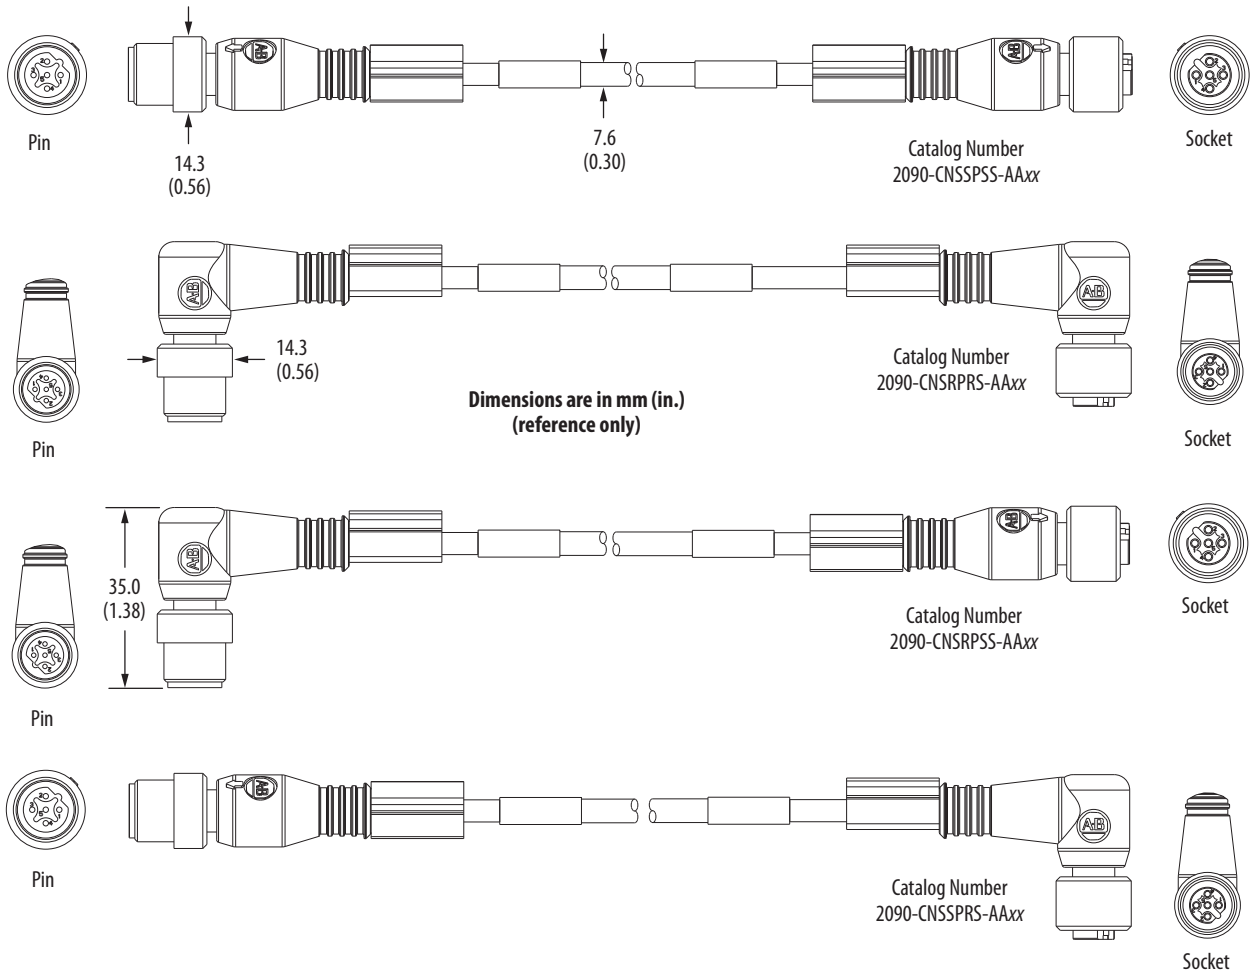 Pin
14.3
(0.56)
7.6
(0.30)
Catalog Number
2090-CNSSPSS-AAxx
Socket
A-B
A-B
Pin
14.3
(0.56)
Dimensions are in mm (in.)
(reference only)
Catalog Number
2090-CNSRPRS-AAxx
Socket
A-B
A-B
Pin
35.0
(1.38)
Catalog Number
2090-CNSRPSS-AAxx
Socket
A-B
A-B
Pin
Catalog Number
2090-CNSSPRS-AAxx
Socket
A-B
A-B